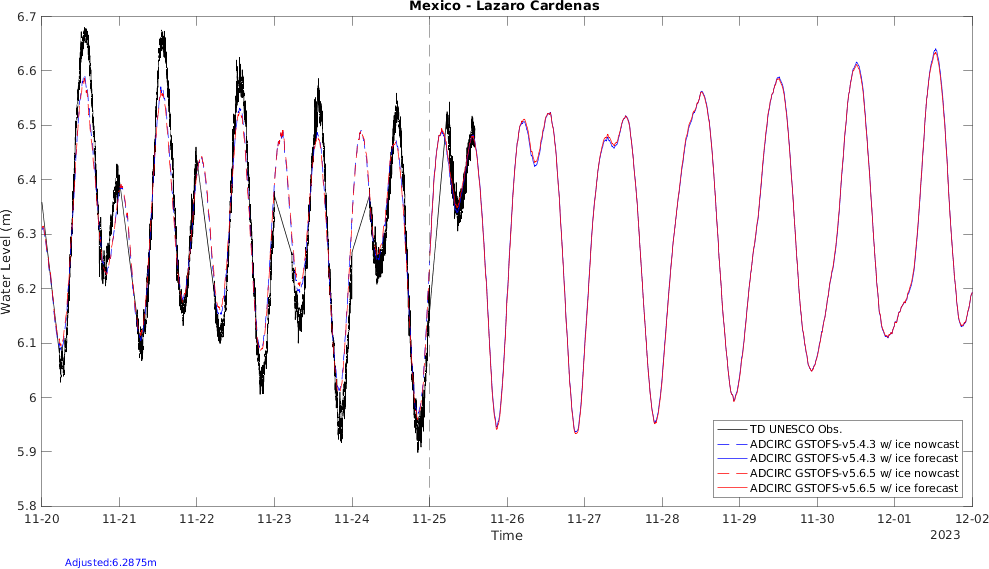 Mexico - Lazaro Cardenas
6.7
6.6
6.5
6.4
6.3
6.2
6.1
6
5.9
5.8
Water Level (m)
11-20 11-21 11-22 11-23 11-24 11-25 11-26 11-27 11-28 11-29 11-30 12-01 12-02
Time
2023
TD UNESCO Obs.
ADCIRC GSTOFS-v5.4.3 w/ ice nowcast
ADCIRC GSTOFS-v5.4.3 w/ ice forecast
ADCIRC GSTOFS-v5.6.5 w/ ice nowcast
ADCIRC GSTOFS-v5.6.5 w/ ice forecast
Adjusted:6.2875m